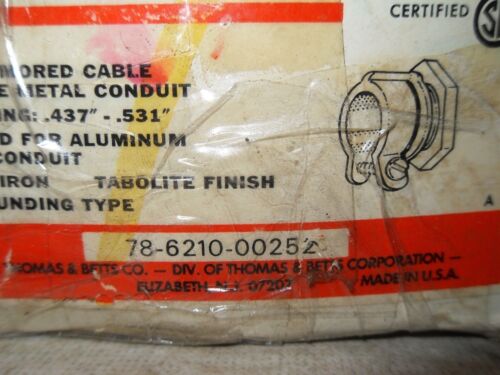 CERTIFIED
SA
MORED CABLE
E METAL CONDUIT
NG: .437" - .531"
D FOR ALUMINUM
CONDUIT
IRON TABOLITE FINISH
UNDING TYPE
A
78-6210-00252
THOMAS & BETTS CO. — DIV. OF THOMAS & BETTS CORPORATION —
ELIZABETH, N.J. 07207 MADE IN U.S.A.